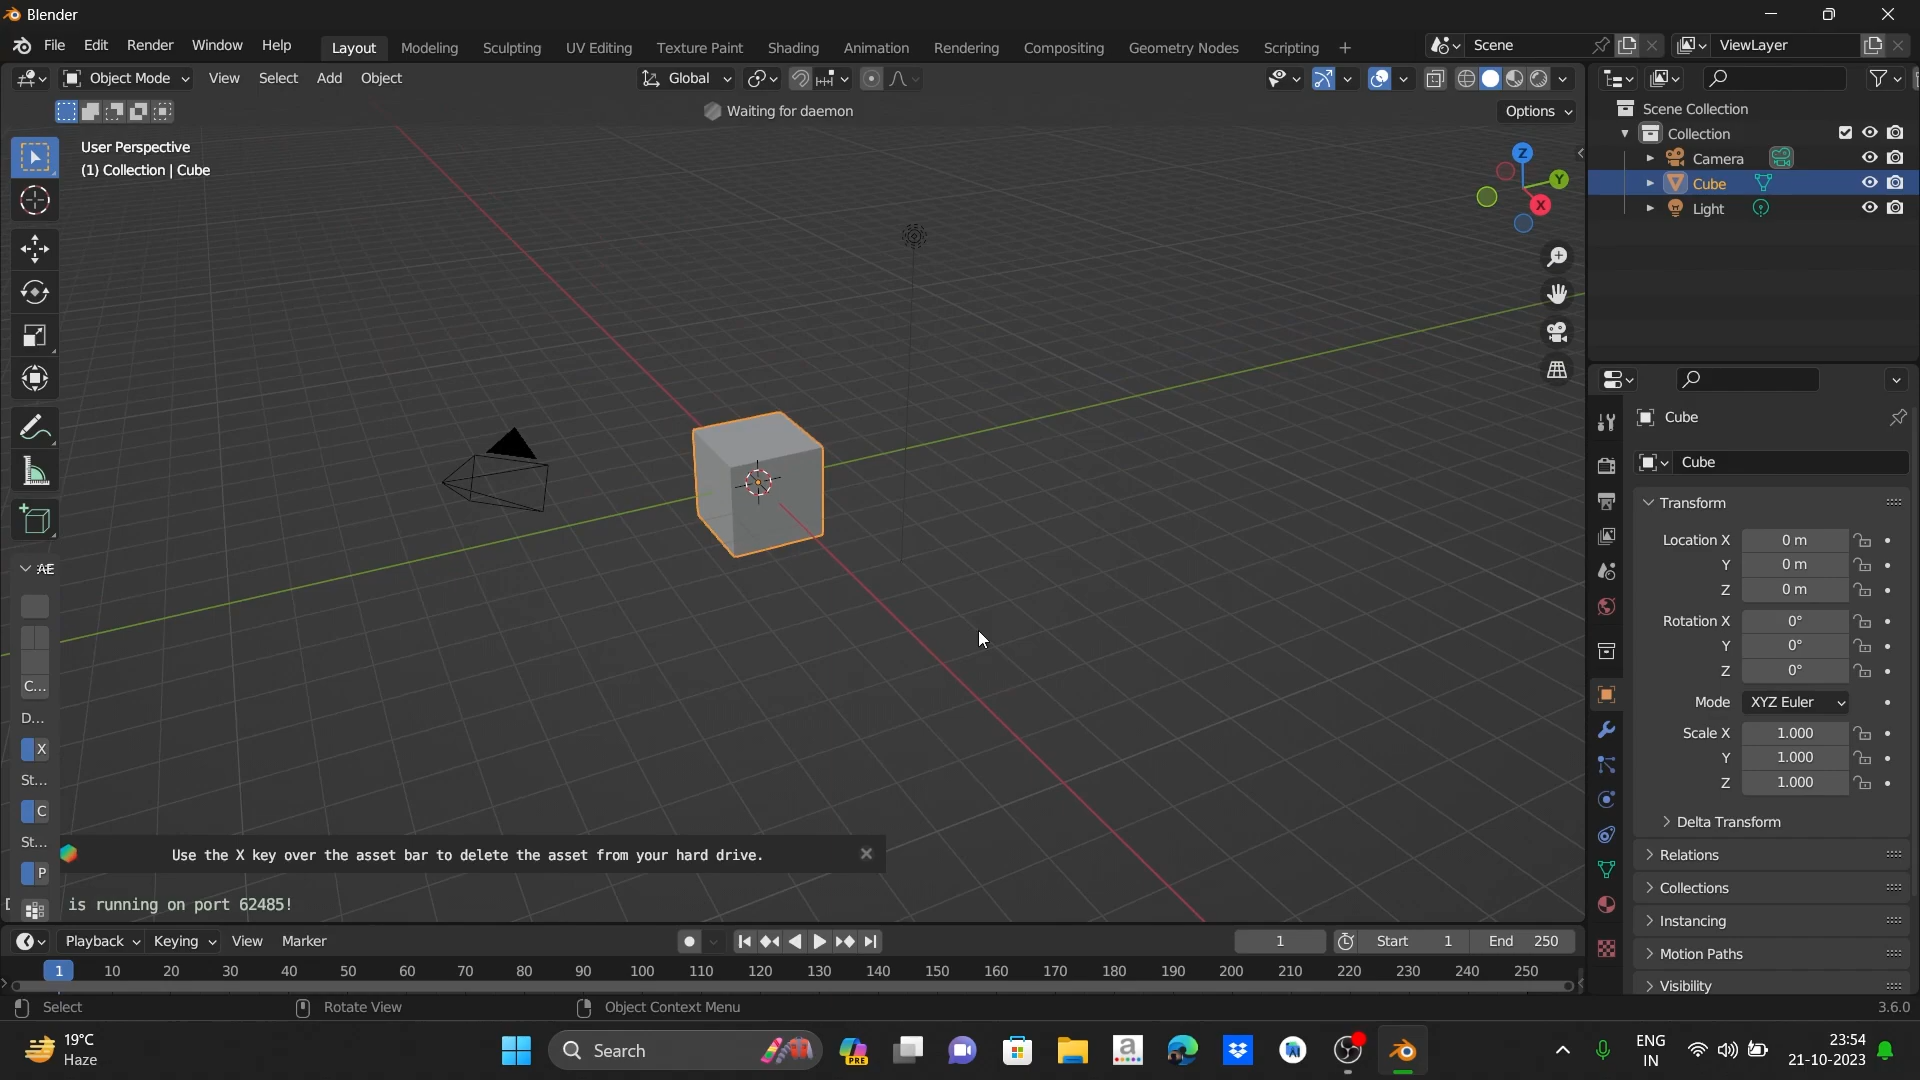 Blender
File Edit Render Window Help Layout Modeling Sculpting UV Editing Texture Paint Shading Animation Rendering Compositing Geometry Nodes Scripting + Scene ViewLayer
Object Mode View Select Add Object Global
Waiting for daemon Options
User Perspective
(1) Collection | Cube
Z
Y
X
Scene Collection
Collection
Camera
Cube
Light
Cube
Cube
Transform
Location X 0 m
Y 0 m
Z 0 m
Rotation X 0°
Y 0°
Z 0°
Mode XYZ Euler
Scale X 1.000
Y 1.000
Z 1.000
Delta Transform
Relations
Collections
Instancing
Motion Paths
Visibility
AE
C...
D...
X
St...
C
St...
P
Use the X key over the asset bar to delete the asset from your hard drive.
is running on port 62485!
Playback Keying View Marker 1 Start 1 End 250
1 10 20 30 40 50 60 70 80 90 100 110 120 130 140 150 160 170 180 190 200 210 220 230 240 250
Select Rotate View Object Context Menu 3.6.0
19°C
Haze
Search
PRE
a
ENG
IN
23:54
21-10-2023